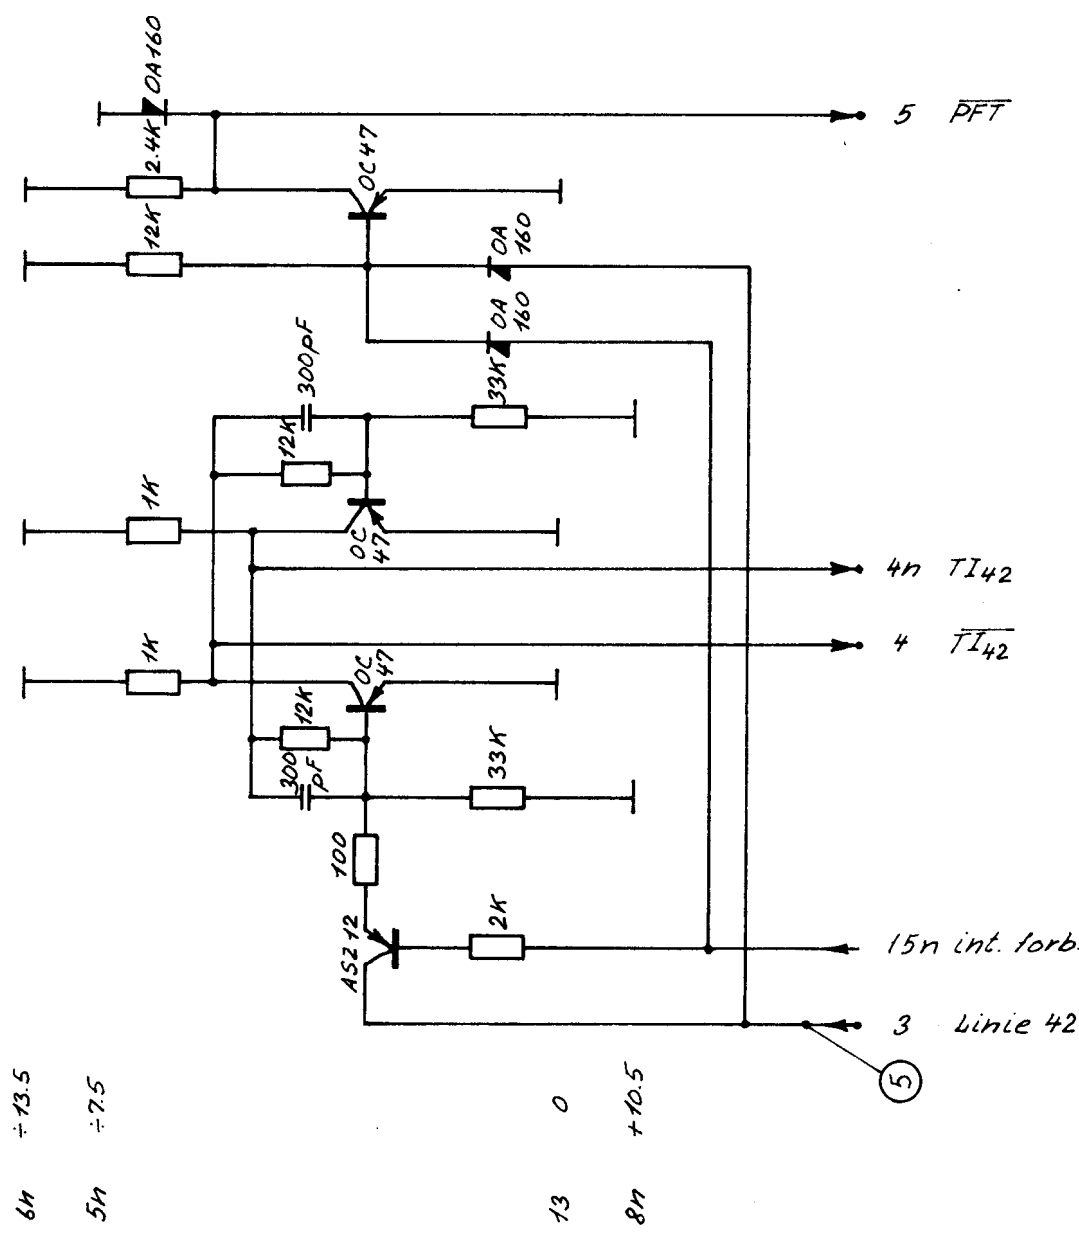 OA160
5 PFT
2.4K
OC47
12K
OA
160
OA
160
300pF
33K
12K
1K
OC
47
4n TI42
4 TI42
1K
OC
47
12K
300
pF
33K
100
ASZ12
2K
15n int. forb.
3 Linie 42
5
6n ÷13.5
5n ÷7.5
13 0
8n +10.5